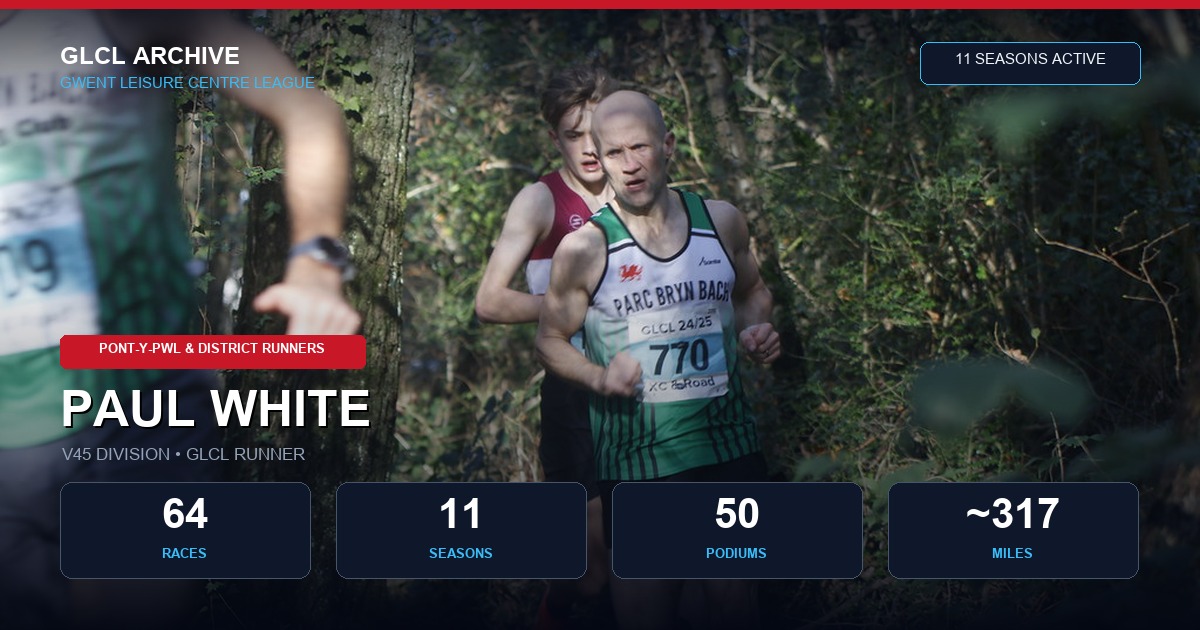 GLCL ARCHIVE
GWENT LEISURE CENTRE LEAGUE
11 SEASONS ACTIVE
PARC BRYN BACH
GLCL 24/25
770
XC & Road
09
PONT-Y-PWL & DISTRICT RUNNERS
PAUL WHITE
V45 DIVISION • GLCL RUNNER
64
RACES
11
SEASONS
50
PODIUMS
~317
MILES